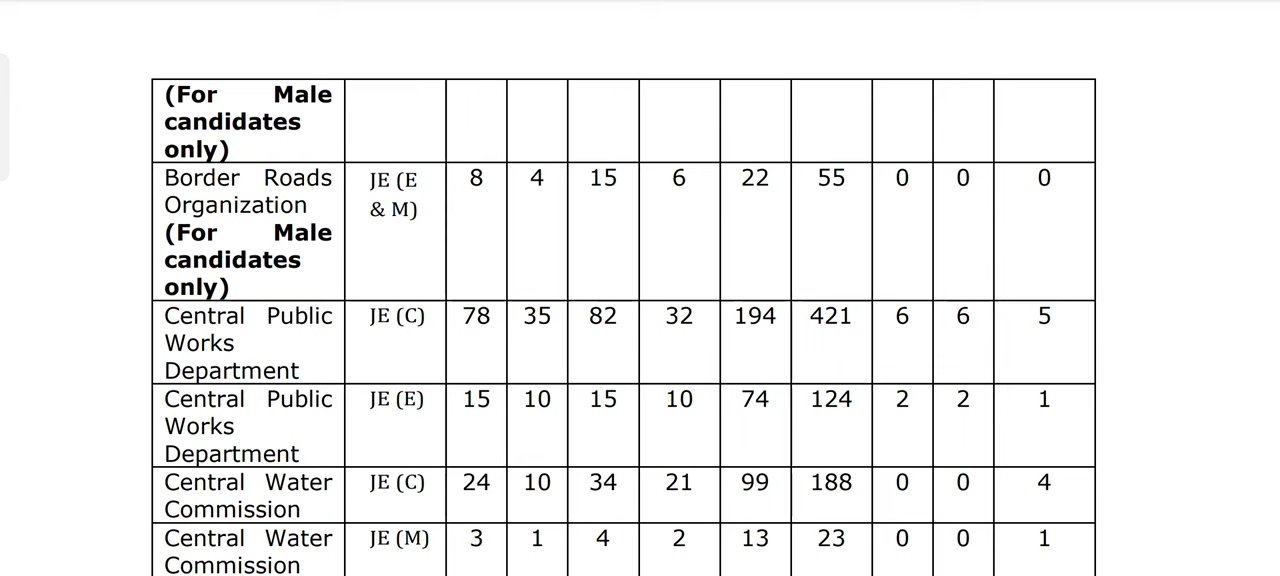 (For Male
candidates
only)
Border Roads JE (E 8 4 15 6 22 55 0 0 0
Organization & M)
(For Male
candidates
only)
Central Public JE (C) 78 35 82 32 194 421 6 6 5
Works
Department
Central Public JE (E) 15 10 15 10 74 124 2 2 1
Works
Department
Central Water JE (C) 24 10 34 21 99 188 0 0 4
Commission
Central Water JE (M) 3 1 4 2 13 23 0 0 1
Commission